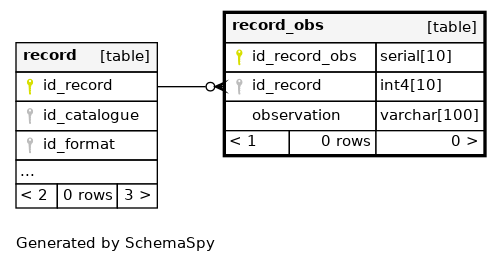 record [table]
id_record
id_catalogue
id_format
...
< 2 0 rows 3 >
record_obs [table]
id_record_obs serial[10]
id_record int4[10]
observation varchar[100]
< 1 0 rows 0 >
Generated by SchemaSpy